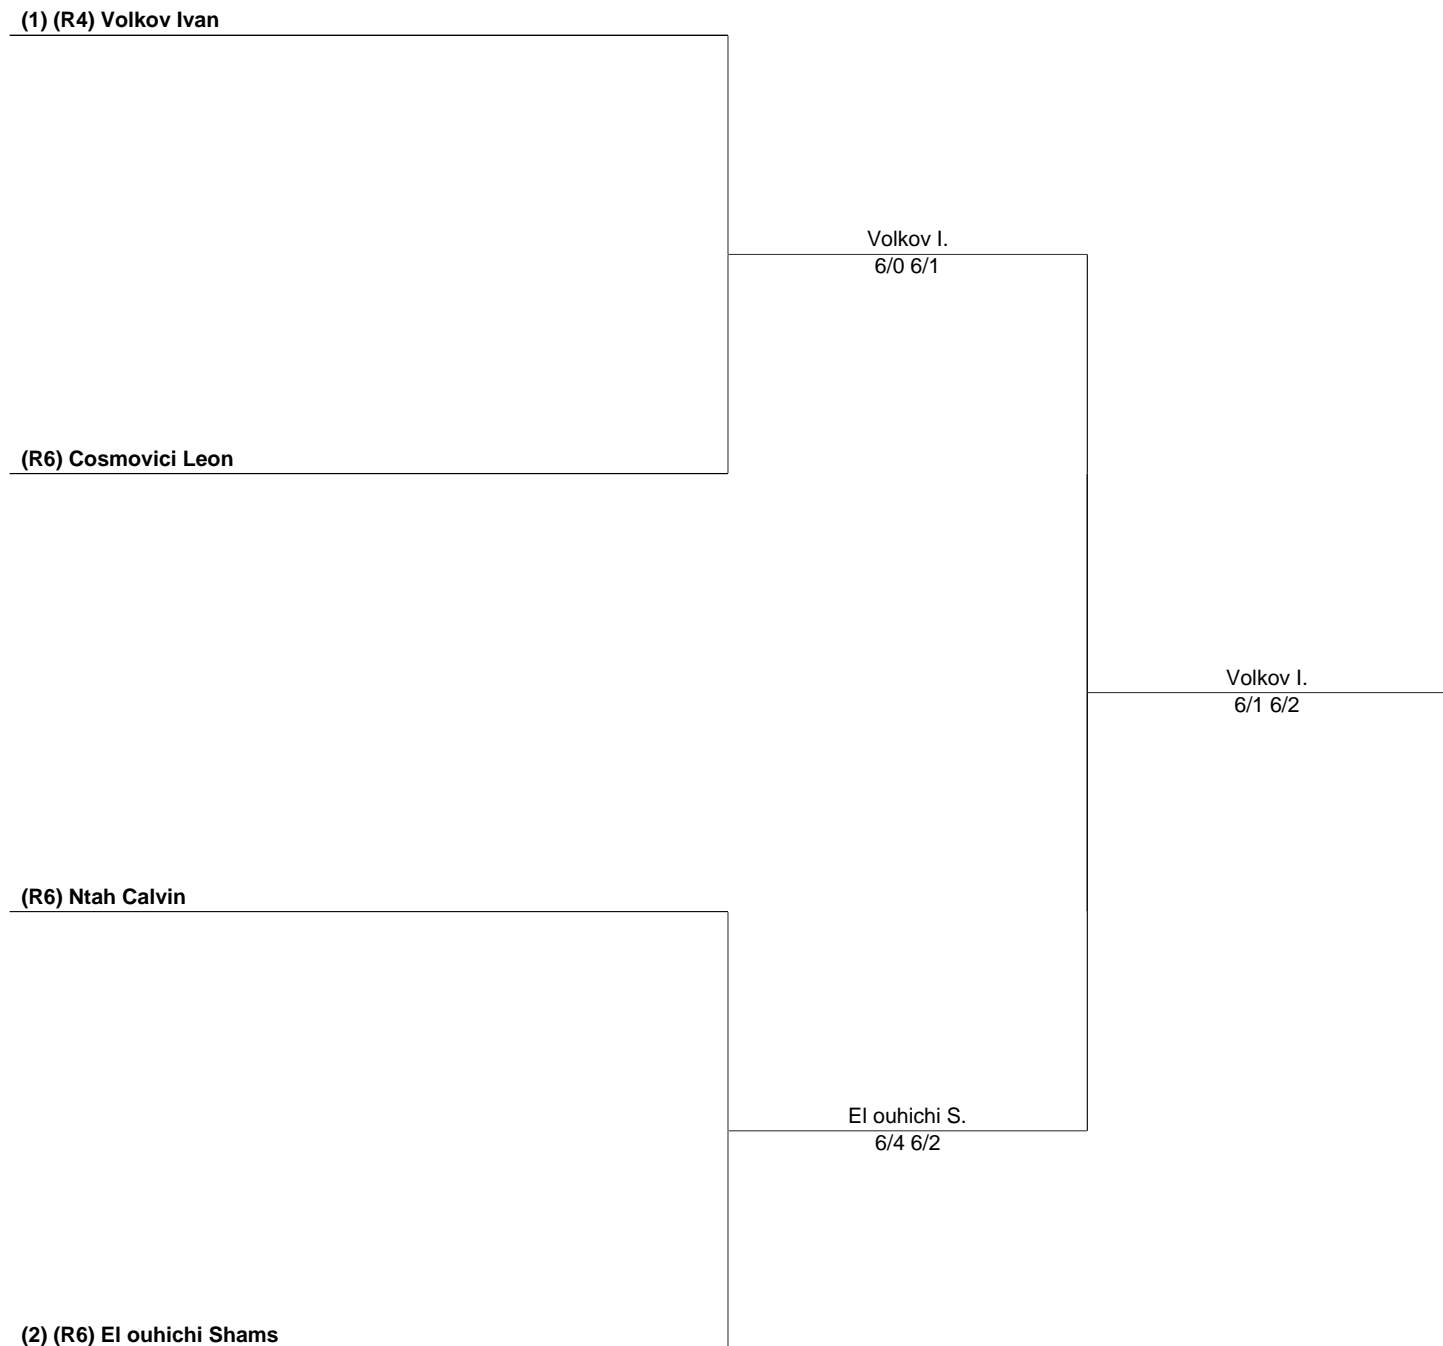 (1) (R4) Volkov Ivan
Volkov I.
6/0 6/1
(R6) Cosmovici Leon
Volkov I.
6/1 6/2
(R6) Ntah Calvin
El ouhichi S.
6/4 6/2
(2) (R6) El ouhichi Shams